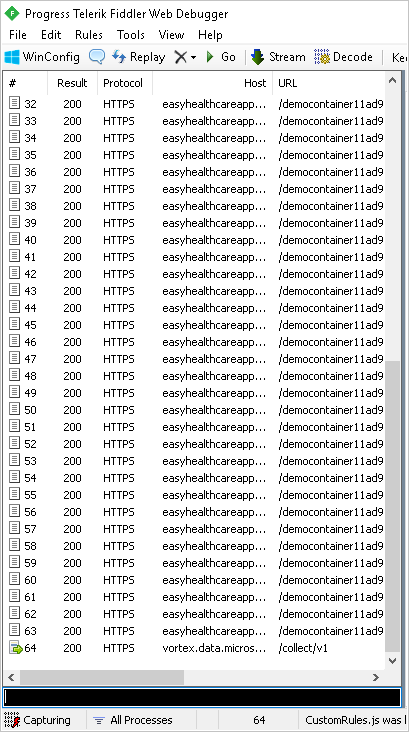 Progress Telerik Fiddler Web Debugger
File Edit Rules Tools View Help
WinConfig Replay Go Stream Decode
# Result Protocol Host URL
32 200 HTTPS easyhealthcareapp... /democontainer11ad9
33 200 HTTPS easyhealthcareapp... /democontainer11ad9
34 200 HTTPS easyhealthcareapp... /democontainer11ad9
35 200 HTTPS easyhealthcareapp... /democontainer11ad9
36 200 HTTPS easyhealthcareapp... /democontainer11ad9
37 200 HTTPS easyhealthcareapp... /democontainer11ad9
38 200 HTTPS easyhealthcareapp... /democontainer11ad9
39 200 HTTPS easyhealthcareapp... /democontainer11ad9
40 200 HTTPS easyhealthcareapp... /democontainer11ad9
41 200 HTTPS easyhealthcareapp... /democontainer11ad9
42 200 HTTPS easyhealthcareapp... /democontainer11ad9
43 200 HTTPS easyhealthcareapp... /democontainer11ad9
44 200 HTTPS easyhealthcareapp... /democontainer11ad9
45 200 HTTPS easyhealthcareapp... /democontainer11ad9
46 200 HTTPS easyhealthcareapp... /democontainer11ad9
47 200 HTTPS easyhealthcareapp... /democontainer11ad9
48 200 HTTPS easyhealthcareapp... /democontainer11ad9
49 200 HTTPS easyhealthcareapp... /democontainer11ad9
50 200 HTTPS easyhealthcareapp... /democontainer11ad9
51 200 HTTPS easyhealthcareapp... /democontainer11ad9
52 200 HTTPS easyhealthcareapp... /democontainer11ad9
53 200 HTTPS easyhealthcareapp... /democontainer11ad9
54 200 HTTPS easyhealthcareapp... /democontainer11ad9
55 200 HTTPS easyhealthcareapp... /democontainer11ad9
56 200 HTTPS easyhealthcareapp... /democontainer11ad9
57 200 HTTPS easyhealthcareapp... /democontainer11ad9
58 200 HTTPS easyhealthcareapp... /democontainer11ad9
59 200 HTTPS easyhealthcareapp... /democontainer11ad9
60 200 HTTPS easyhealthcareapp... /democontainer11ad9
61 200 HTTPS easyhealthcareapp... /democontainer11ad9
62 200 HTTPS easyhealthcareapp... /democontainer11ad9
63 200 HTTPS easyhealthcareapp... /democontainer11ad9
64 200 HTTPS vortex.data.micros... /collect/v1
Capturing All Processes 64 CustomRules.js was